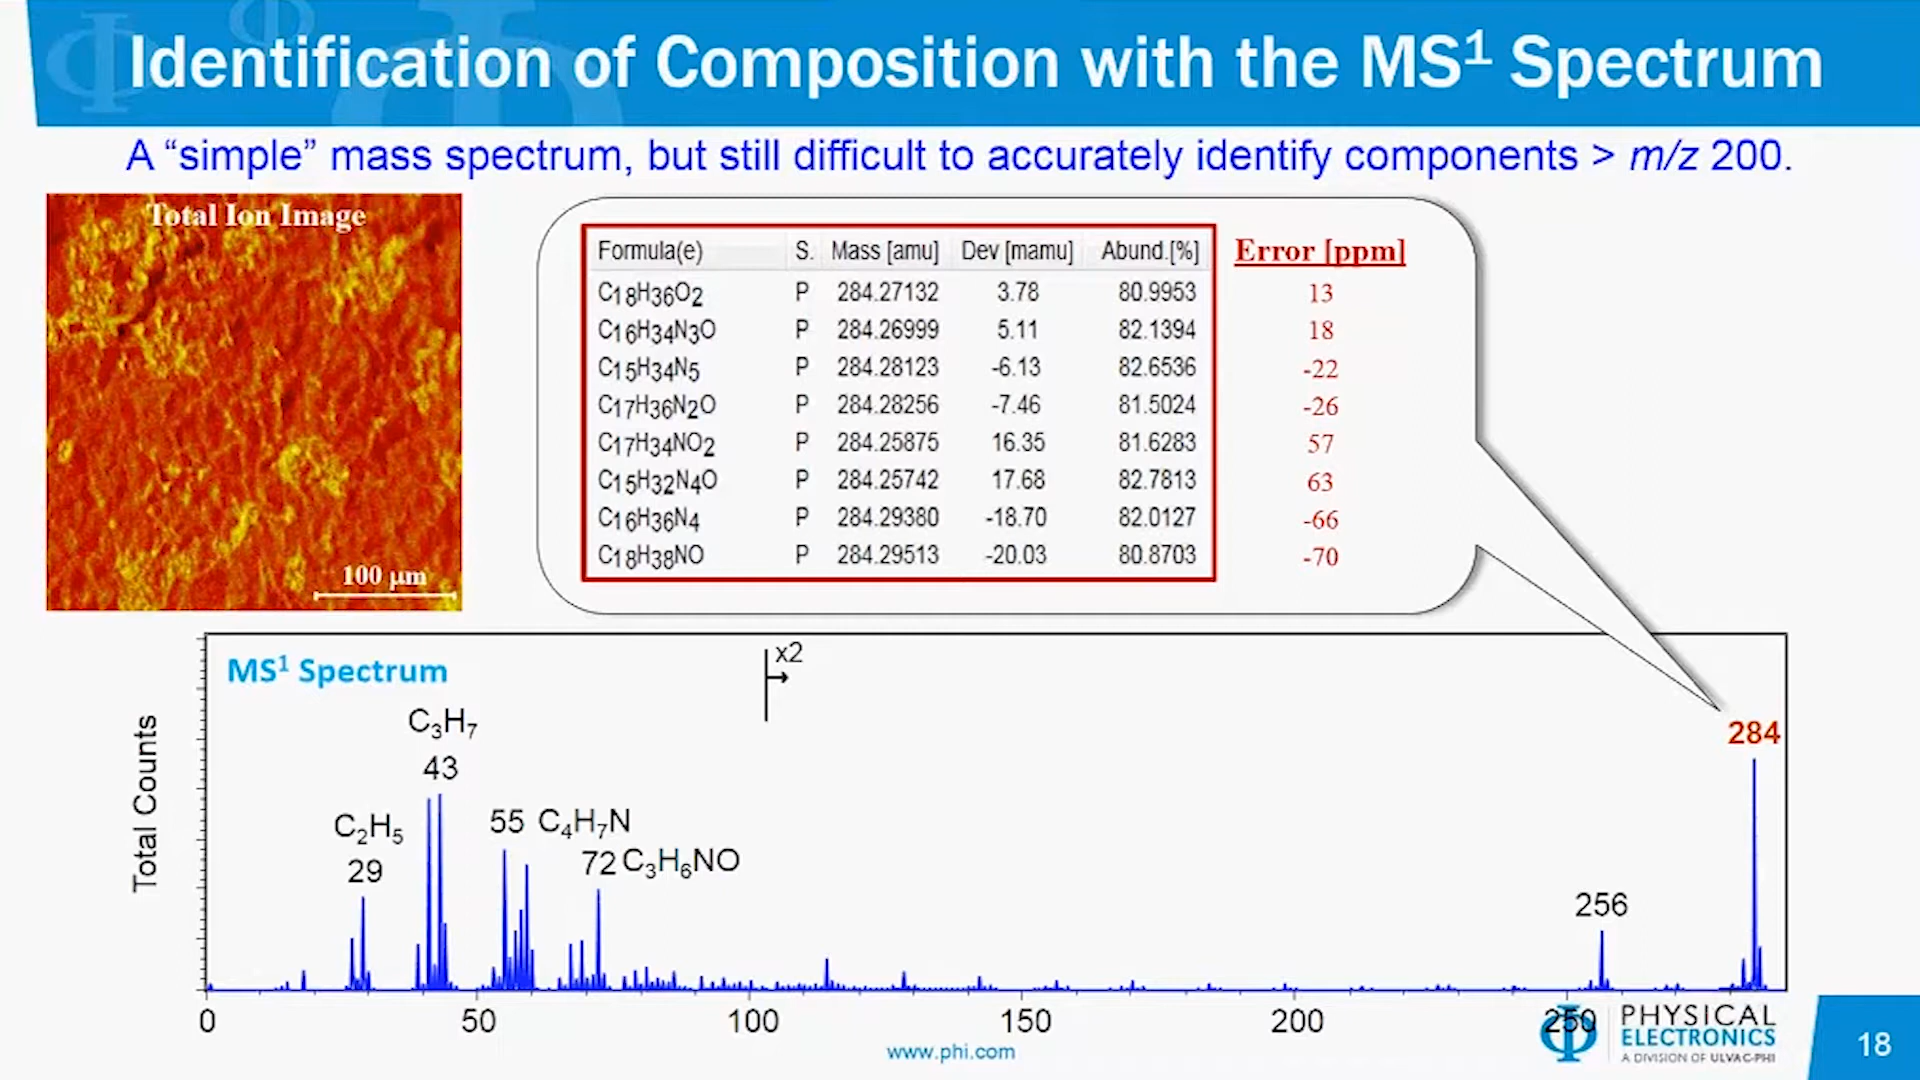 Identification of Composition with the MS¹ Spectrum
A “simple” mass spectrum, but still difficult to accurately identify components > m/z 200.
Total Ion Image
100 µm
Formula(e) S. Mass [amu] Dev [mamu] Abund.[%] Error [ppm]
C18H36O2 P 284.27132 3.78 80.9953 13
C16H34N3O P 284.26999 5.11 82.1394 18
C15H34N5 P 284.28123 -6.13 82.6536 -22
C17H36N2O P 284.28256 -7.46 81.5024 -26
C17H34NO2 P 284.25875 16.35 81.6283 57
C15H32N4O P 284.25742 17.68 82.7813 63
C16H36N4 P 284.29380 -18.70 82.0127 -66
C18H38NO P 284.29513 -20.03 80.8703 -70
MS¹ Spectrum
x2
Total Counts
C₃H₇
43
C₂H₅
29
55 C₄H₇N
72 C₃H₆NO
256
284
0 50 100 150 200 250
www.phi.com
PHYSICAL
ELECTRONICS
A DIVISION OF ULVAC-PHI
18